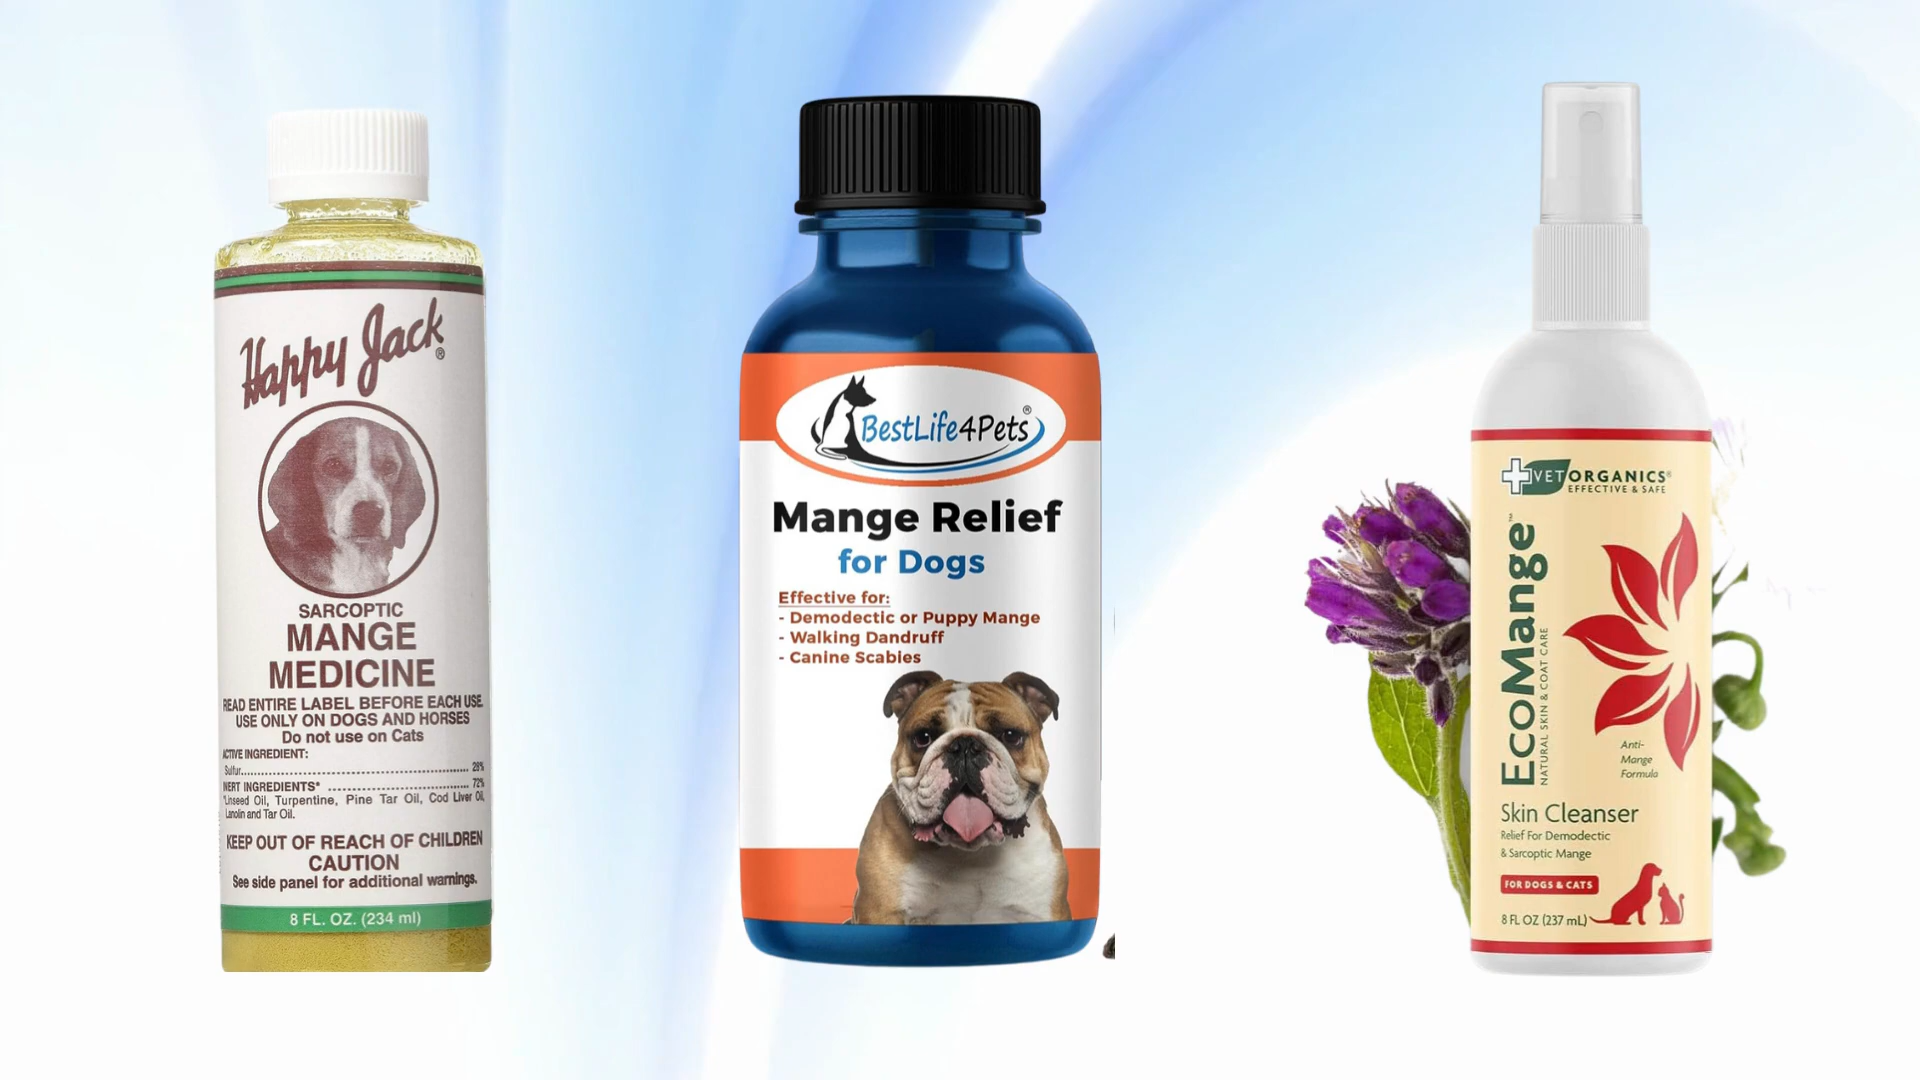 Happy Jack®
SARCOPTIC
MANGE
MEDICINE
READ ENTIRE LABEL BEFORE EACH USE.
USE ONLY ON DOGS AND HORSES
Do not use on Cats
ACTIVE INGREDIENT:
Sulfur........................................................ 28%
INERT INGREDIENTS* ................................. 72%
*Linseed Oil, Turpentine, Pine Tar Oil, Cod Liver Oil,
Lanolin and Tar Oil.
KEEP OUT OF REACH OF CHILDREN
CAUTION
See side panel for additional warnings.
8 FL. OZ. (234 ml)
BestLife4Pets®
Mange Relief
for Dogs
Effective for:
- Demodectic or Puppy Mange
- Walking Dandruff
- Canine Scabies
VETORGANICS®
EFFECTIVE & SAFE
EcoMange™
NATURAL SKIN & COAT CARE
Anti-
Mange
Formula
Skin Cleanser
Relief For Demodectic
& Sarcoptic Mange
FOR DOGS & CATS
8 FL OZ (237 mL)